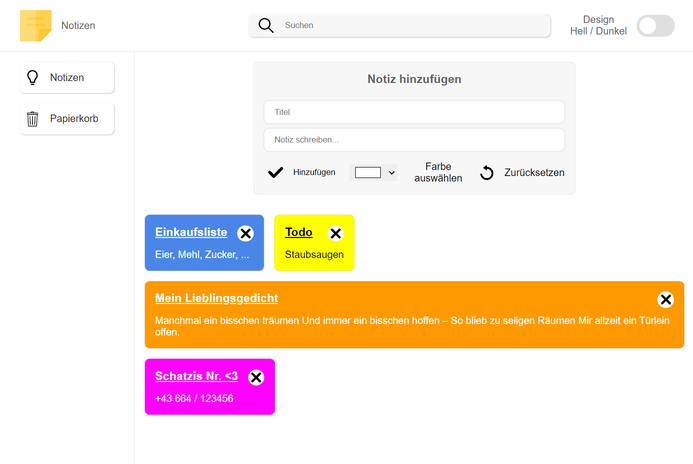 Notizen
Suchen
Design
Hell / Dunkel
Notizen
Papierkorb
Notiz hinzufügen
Titel
Notiz schreiben...
Hinzufügen
Farbe
auswählen
Zurücksetzen
Einkaufsliste
Eier, Mehl, Zucker, ...
Todo
Staubsaugen
Mein Lieblingsgedicht
Manchmal ein bisschen träumen Und immer ein bisschen hoffen – So blieb zu seligen Räumen Mir allzeit ein Türlein
offen.
Schatzis Nr. <3
+43 664 / 123456